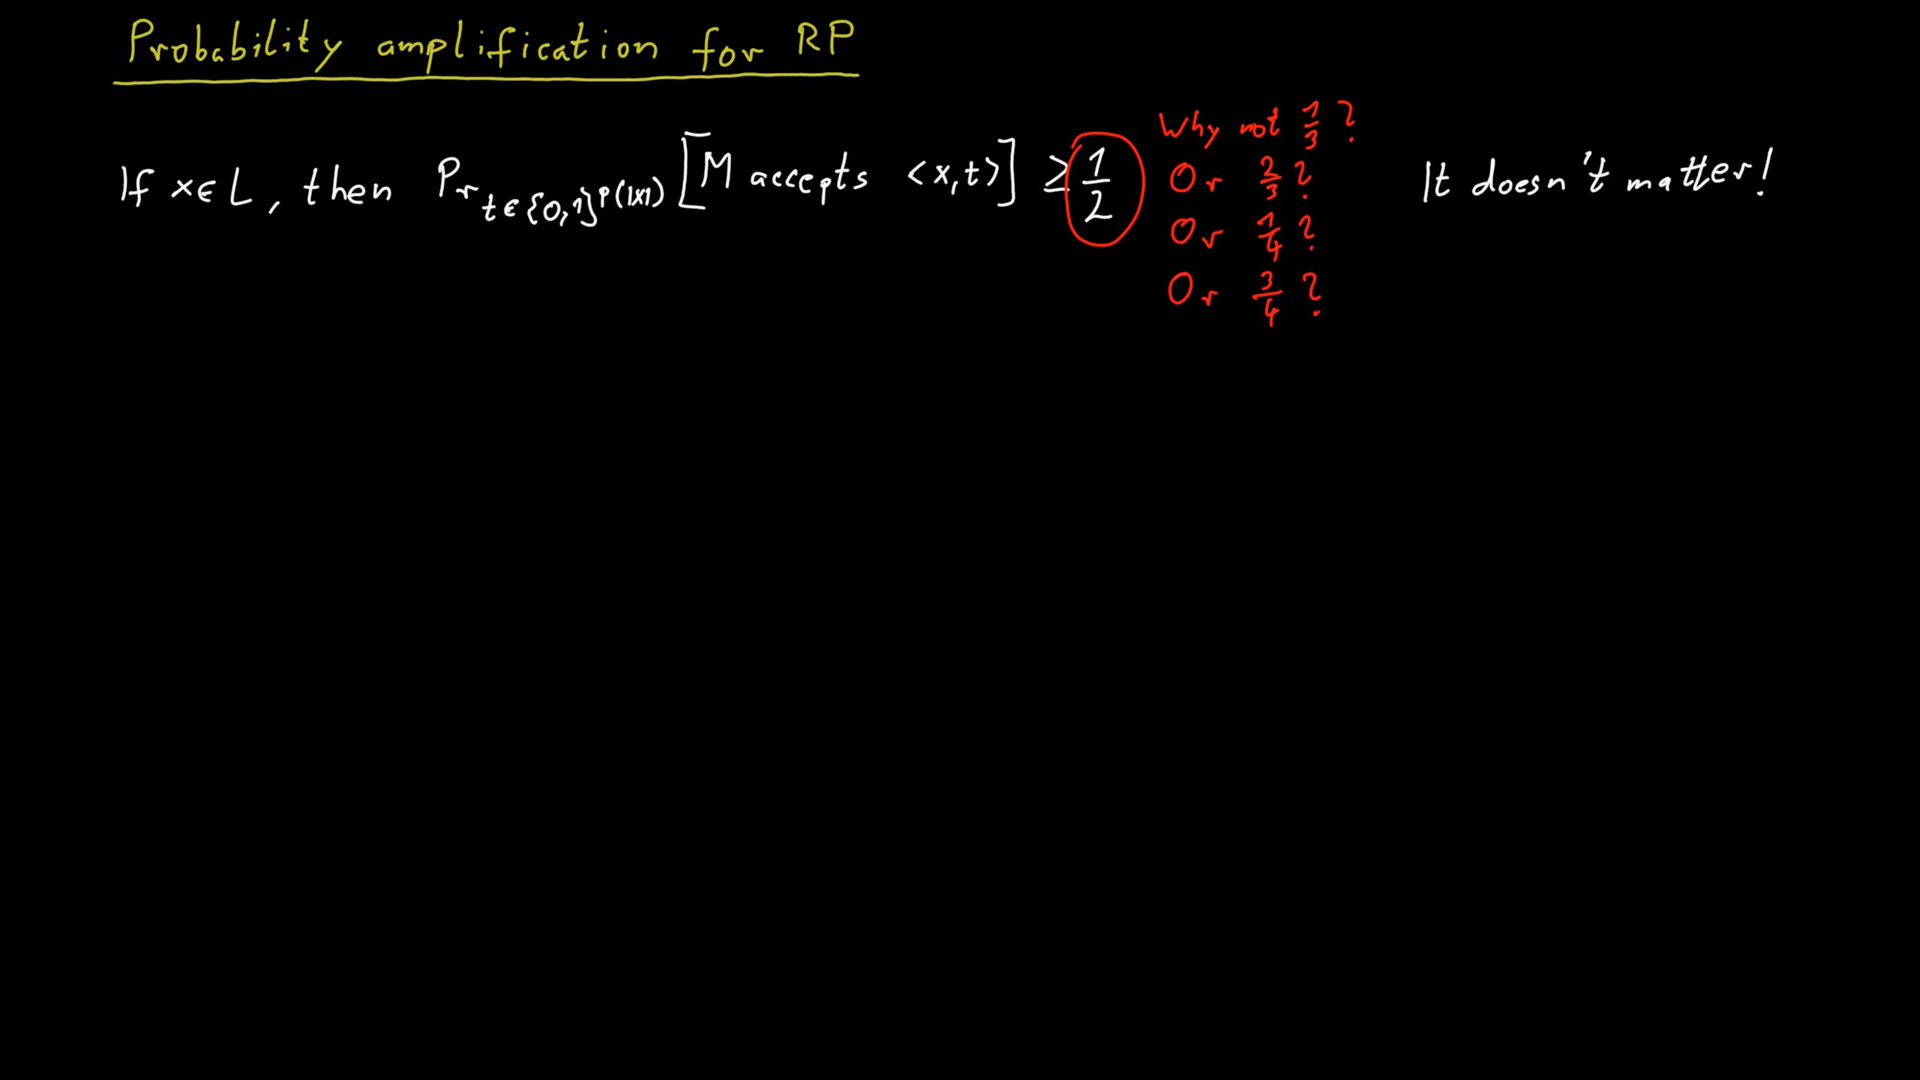 Probability amplification for RP
If x∈L, then Pr_{t∈{0,1}^{p(|x|)}} [M accepts <x,t>] ≥ 1/2
Why not 1/3?
Or 2/3?
Or 1/4?
Or 3/4?
It doesn't matter!